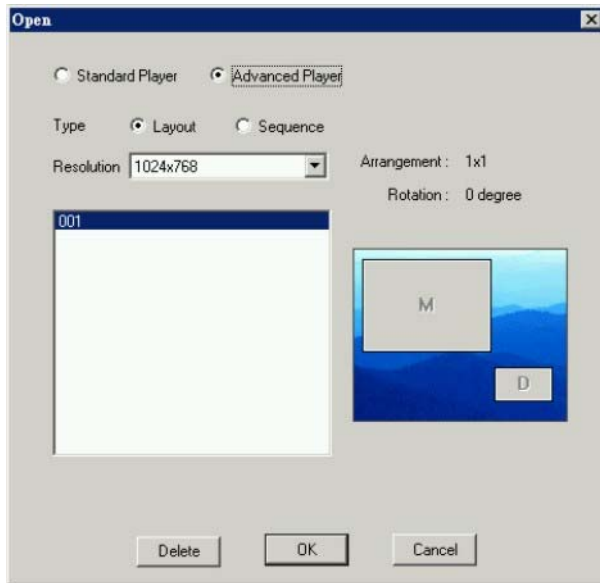 Open
Standard Player Advanced Player
Type Layout Sequence
Resolution 1024x768
Arrangement : 1x1
Rotation : 0 degree
001
M
D
Delete OK Cancel